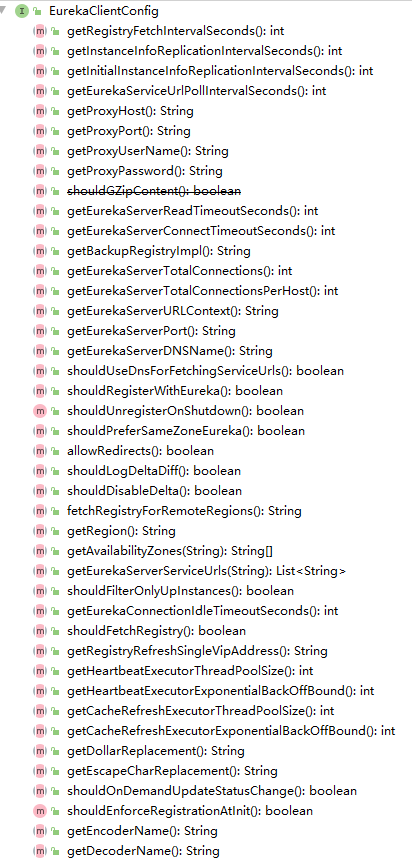 EurekaClientConfig
getRegistryFetchIntervalSeconds(): int
getInstanceInfoReplicationIntervalSeconds(): int
getInitialInstanceInfoReplicationIntervalSeconds(): int
getEurekaServiceUrlPollIntervalSeconds(): int
getProxyHost(): String
getProxyPort(): String
getProxyUserName(): String
getProxyPassword(): String
shouldGZipContent(): boolean
getEurekaServerReadTimeoutSeconds(): int
getEurekaServerConnectTimeoutSeconds(): int
getBackupRegistryImpl(): String
getEurekaServerTotalConnections(): int
getEurekaServerTotalConnectionsPerHost(): int
getEurekaServerURLContext(): String
getEurekaServerPort(): String
getEurekaServerDNSName(): String
shouldUseDnsForFetchingServiceUrls(): boolean
shouldRegisterWithEureka(): boolean
shouldUnregisterOnShutdown(): boolean
shouldPreferSameZoneEureka(): boolean
allowRedirects(): boolean
shouldLogDeltaDiff(): boolean
shouldDisableDelta(): boolean
fetchRegistryForRemoteRegions(): String
getRegion(): String
getAvailabilityZones(String): String[]
getEurekaServerServiceUrls(String): List<String>
shouldFilterOnlyUpInstances(): boolean
getEurekaConnectionIdleTimeoutSeconds(): int
shouldFetchRegistry(): boolean
getRegistryRefreshSingleVipAddress(): String
getHeartbeatExecutorThreadPoolSize(): int
getHeartbeatExecutorExponentialBackOffBound(): int
getCacheRefreshExecutorThreadPoolSize(): int
getCacheRefreshExecutorExponentialBackOffBound(): int
getDollarReplacement(): String
getEscapeCharReplacement(): String
shouldOnDemandUpdateStatusChange(): boolean
shouldEnforceRegistrationAtInit(): boolean
getEncoderName(): String
getDecoderName(): String